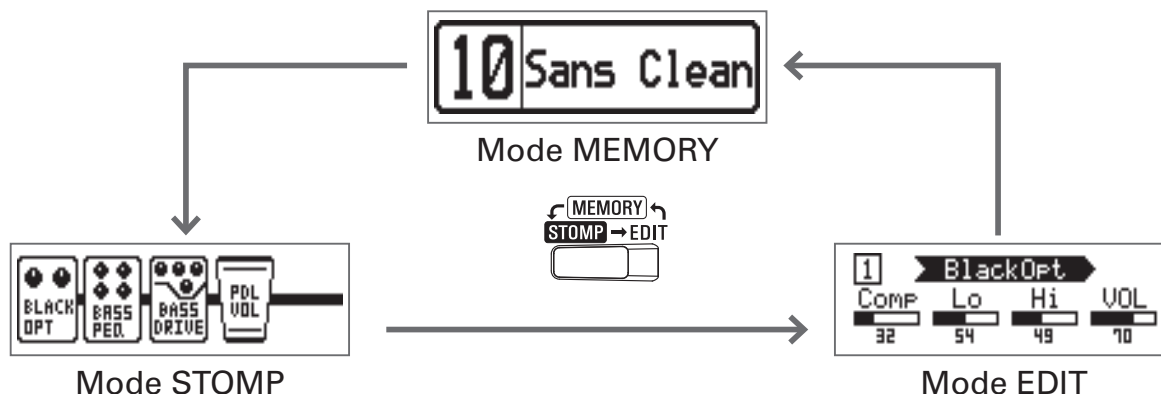 10 Sans Clean
Mode MEMORY
MEMORY
STOMP → EDIT
BLACK OPT
BASS PEQ.
BASS DRIVE
PDL VOL
Mode STOMP
1 BlackOpt
Comp Lo Hi VOL
32 54 49 70
Mode EDIT